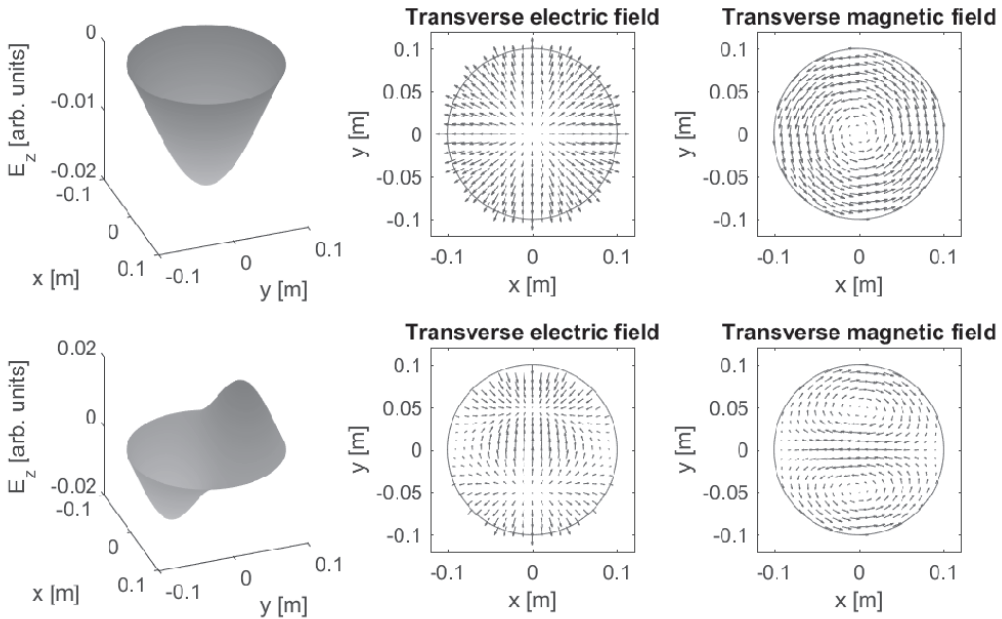 0
-0.01
-0.02
E_z [arb. units]
-0.1
0
0.1
x [m]
-0.1
0
0.1
y [m]
Transverse electric field
0.1
0.05
0
-0.05
-0.1
y [m]
-0.1
0
0.1
x [m]
Transverse magnetic field
0.1
0.05
0
-0.05
-0.1
y [m]
-0.1
0
0.1
x [m]
0.02
0
-0.02
E_z [arb. units]
-0.1
0
0.1
x [m]
-0.1
0
0.1
y [m]
Transverse electric field
0.1
0.05
0
-0.05
-0.1
y [m]
-0.1
0
0.1
x [m]
Transverse magnetic field
0.1
0.05
0
-0.05
-0.1
y [m]
-0.1
0
0.1
x [m]